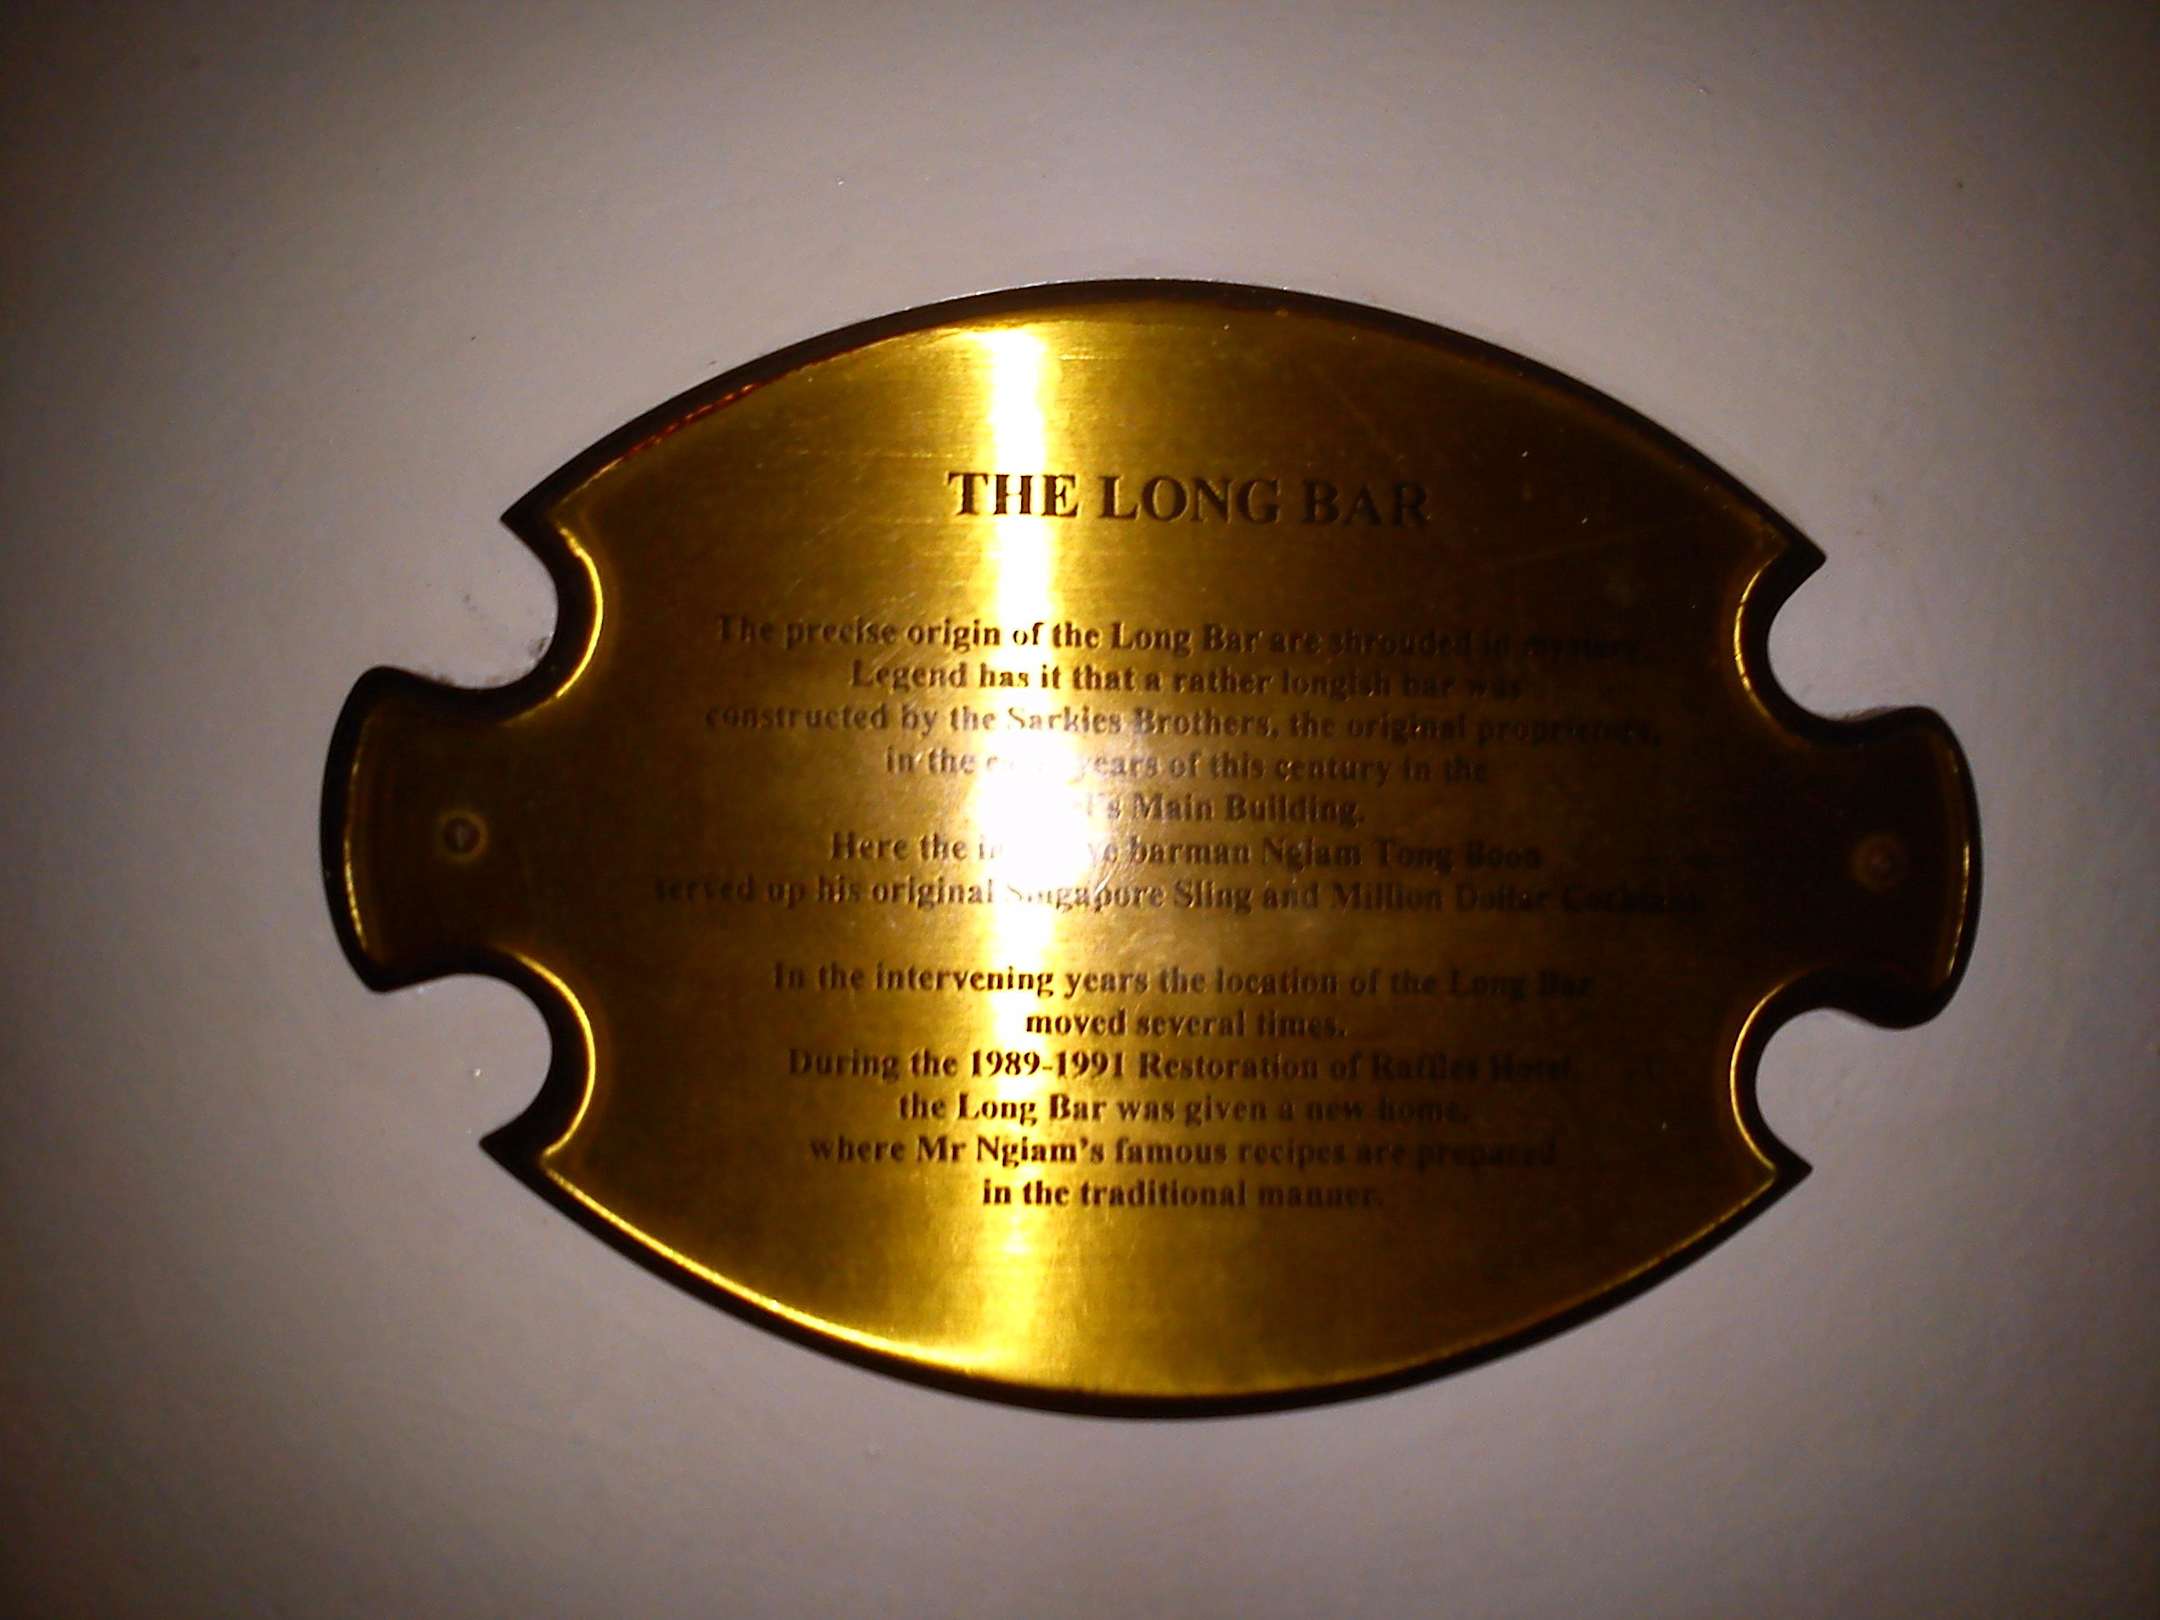 THE LONG BAR
The precise origin of the Long Bar are shrouded in mystery.
Legend has it that a rather longish bar was
constructed by the Sarkies Brothers, the original proprietors,
in the years of this century in the
Main Building.
Here the barman Ngiam Tong Boon
served up his original Singapore Sling and Million Dollar
In the intervening years the location of the Long Bar
moved several times.
During the 1989-1991 Restoration of Raffles Hotel
the Long Bar was given a new home,
where Mr Ngiam's famous recipes are prepared
in the traditional manner.